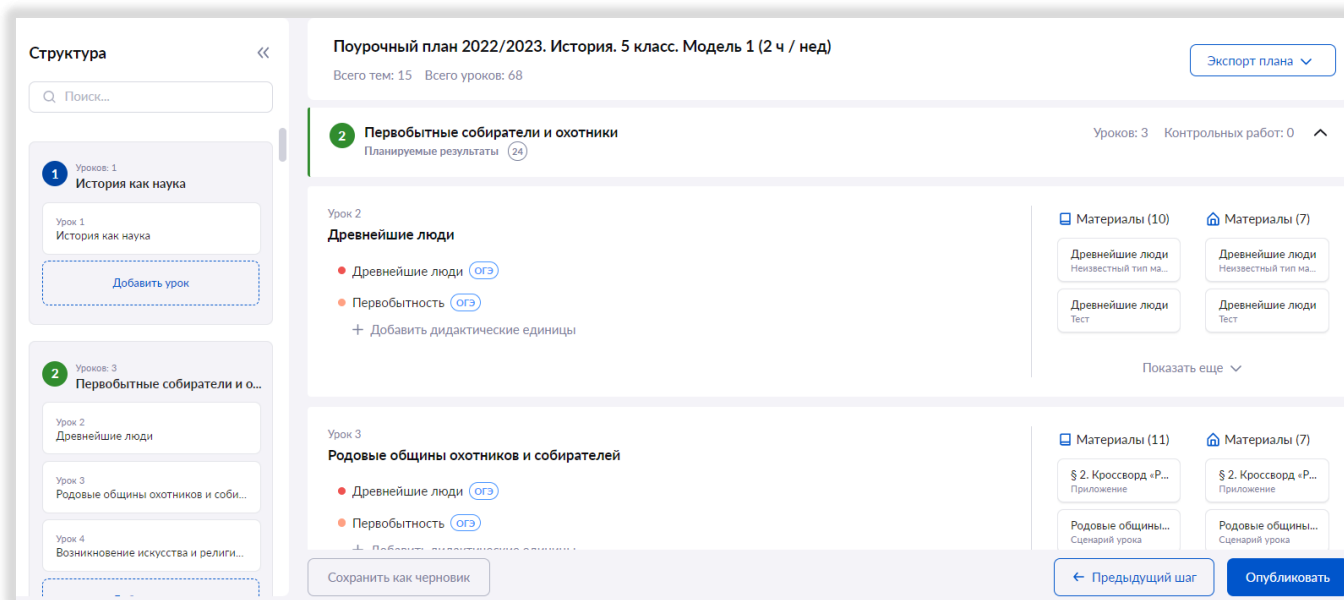 Структура
Поиск...
1
Уроков: 1
История как наука
Урок 1
История как наука
Добавить урок
2
Уроков: 3
Первобытные собиратели и о...
Урок 2
Древнейшие люди
Урок 3
Родовые общины охотников и соби...
Урок 4
Возникновение искусства и религи...
Поурочный план 2022/2023. История. 5 класс. Модель 1 (2 ч / нед)
Всего тем: 15 Всего уроков: 68
Экспорт плана
2
Первобытные собиратели и охотники
Планируемые результаты 24
Уроков: 3 Контрольных работ: 0
Урок 2
Древнейшие люди
Древнейшие люди ОГЭ
Первобытность ОГЭ
+ Добавить дидактические единицы
Материалы (10)
Древнейшие люди
Неизвестный тип ма...
Древнейшие люди
Тест
Материалы (7)
Древнейшие люди
Неизвестный тип ма...
Древнейшие люди
Тест
Показать еще
Урок 3
Родовые общины охотников и собирателей
Древнейшие люди ОГЭ
Первобытность ОГЭ
+ Добавить дидактические единицы
Материалы (11)
§ 2. Кроссворд «Р...
Приложение
Родовые общины...
Сценарий урока
Материалы (7)
§ 2. Кроссворд «Р...
Приложение
Родовые общины...
Сценарий урока
Сохранить как черновик
← Предыдущий шаг
Опубликовать